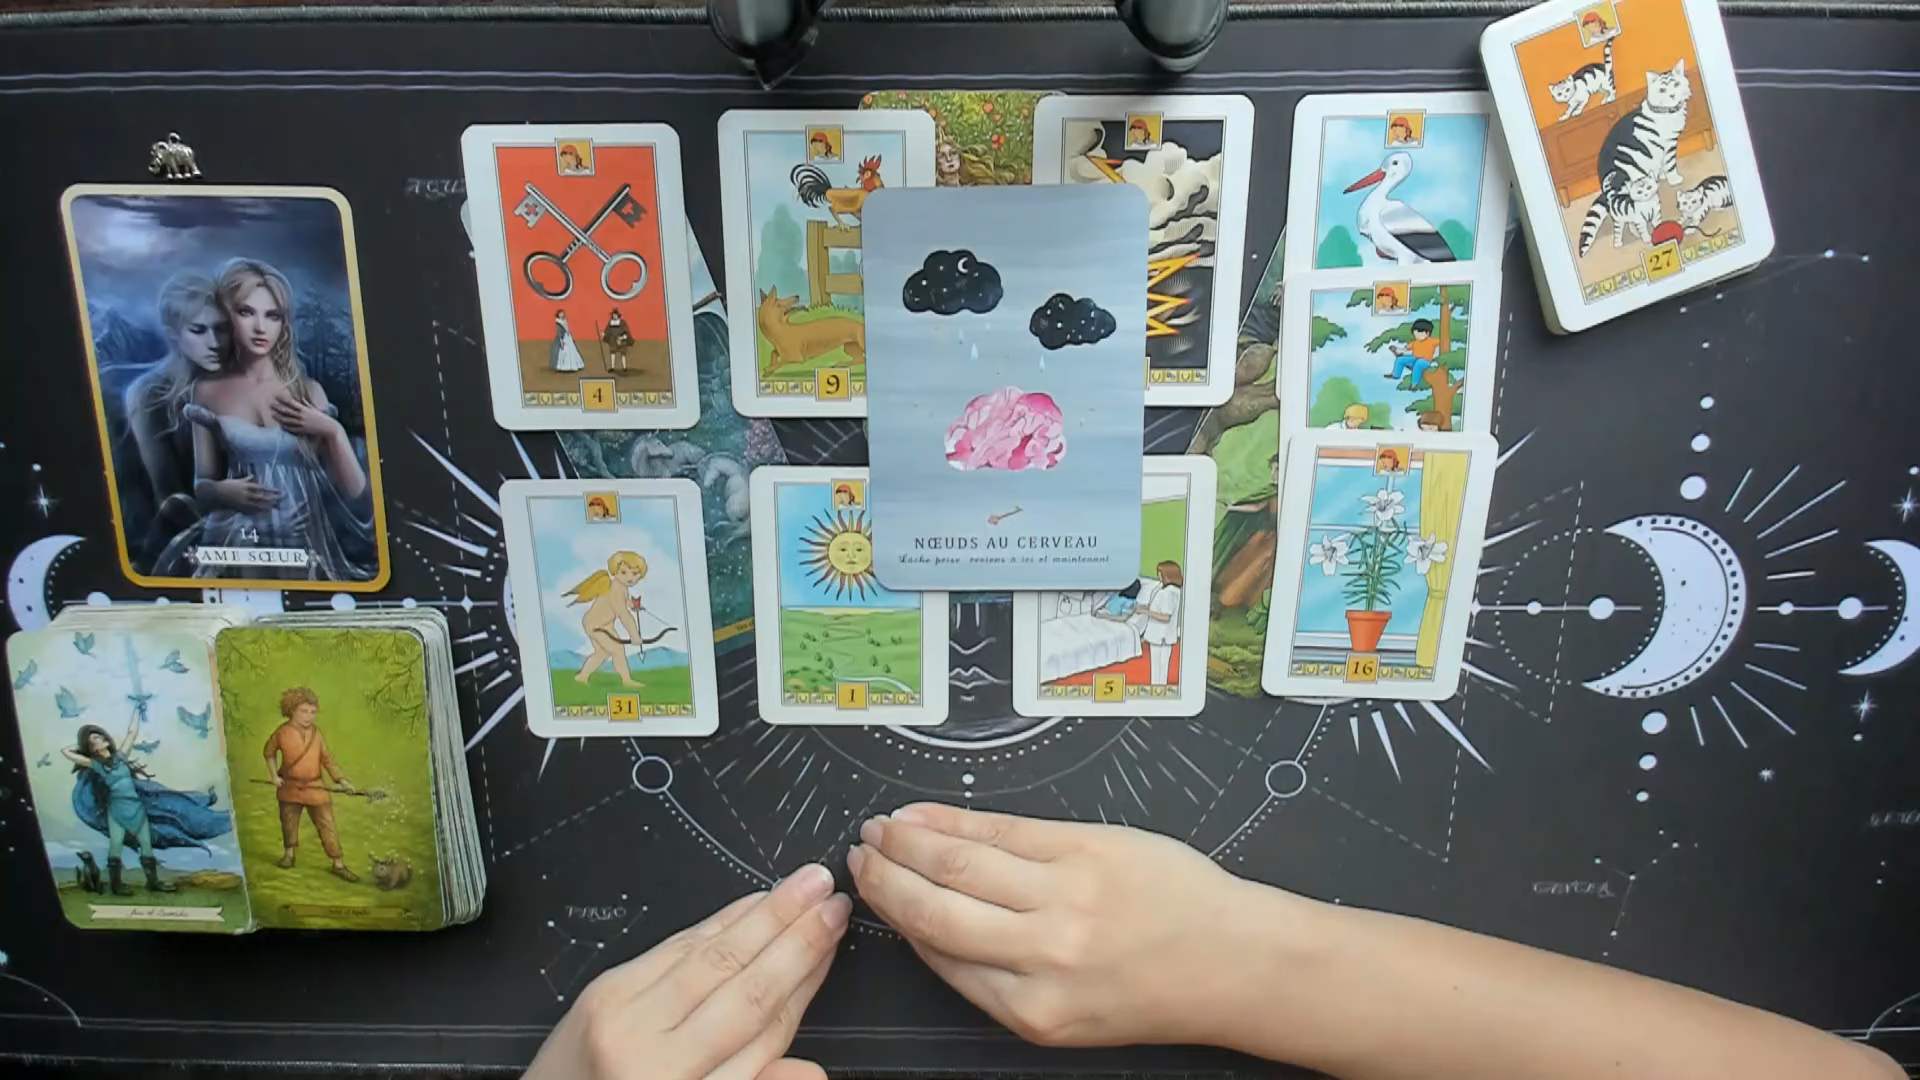 27
4
9
14
AME SŒUR
NŒUDS AU CERVEAU
Lâche prise reviens à ici et maintenant
16
31
1
5
VIRGO